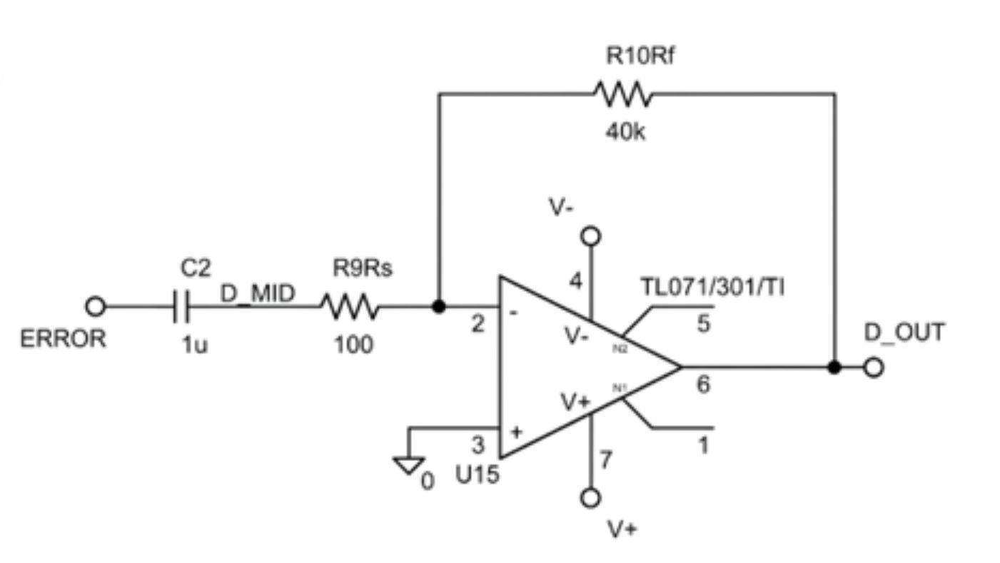 R10Rf
40k
V-
4
TL071/301/TI
C2
D_MID
R9Rs
5
2
-
ERROR
1u
100
V-
N2
D_OUT
6
N1
V+
3
+
1
0
U15
7
V+